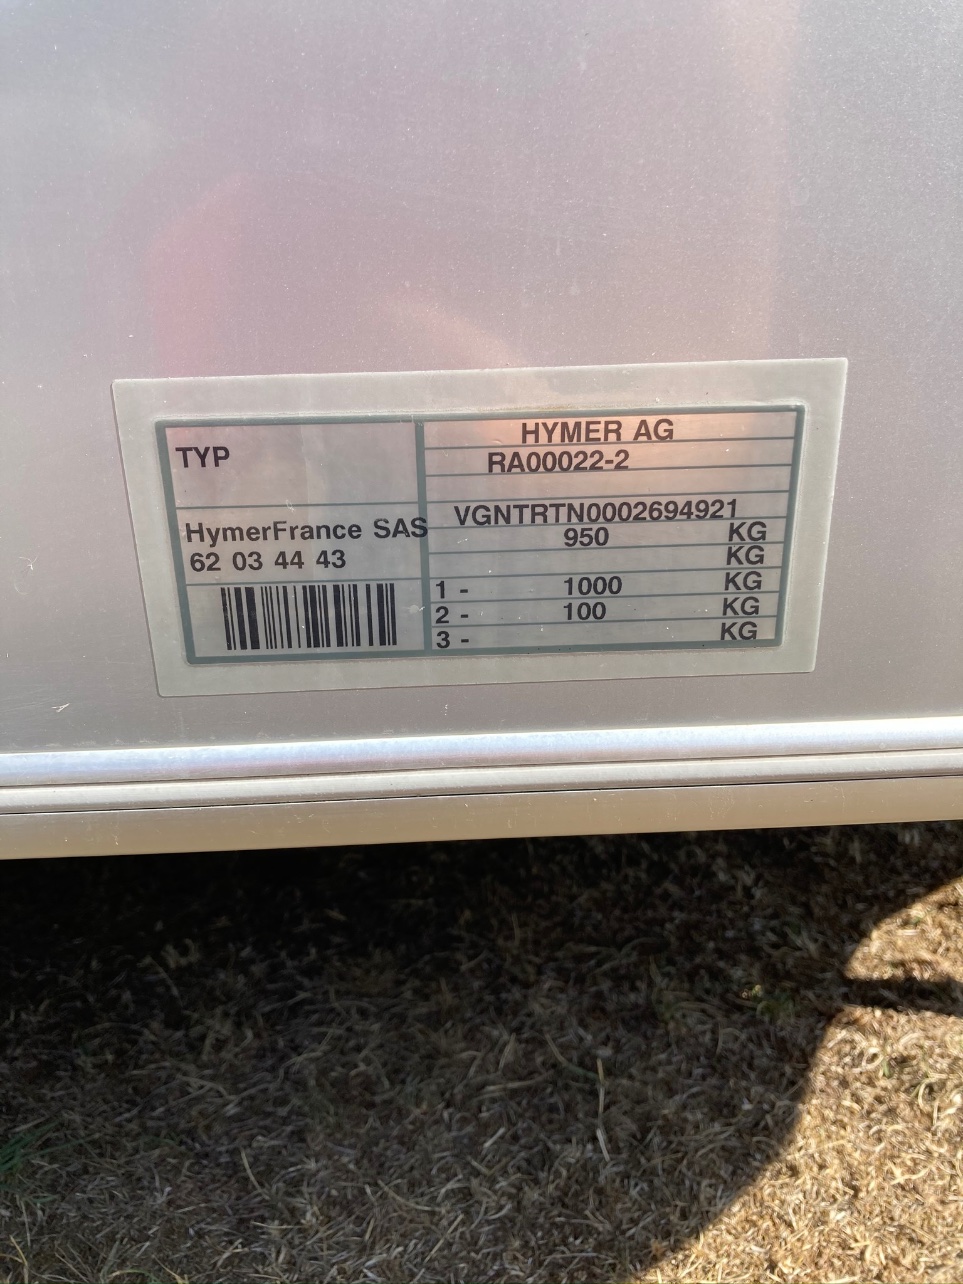 HYMER AG
TYP RA00022-2
VGNTRTN0002694921
HymerFrance SAS 950 KG
62 03 44 43 KG
1 - 1000 KG
2 - 100 KG
3 - KG